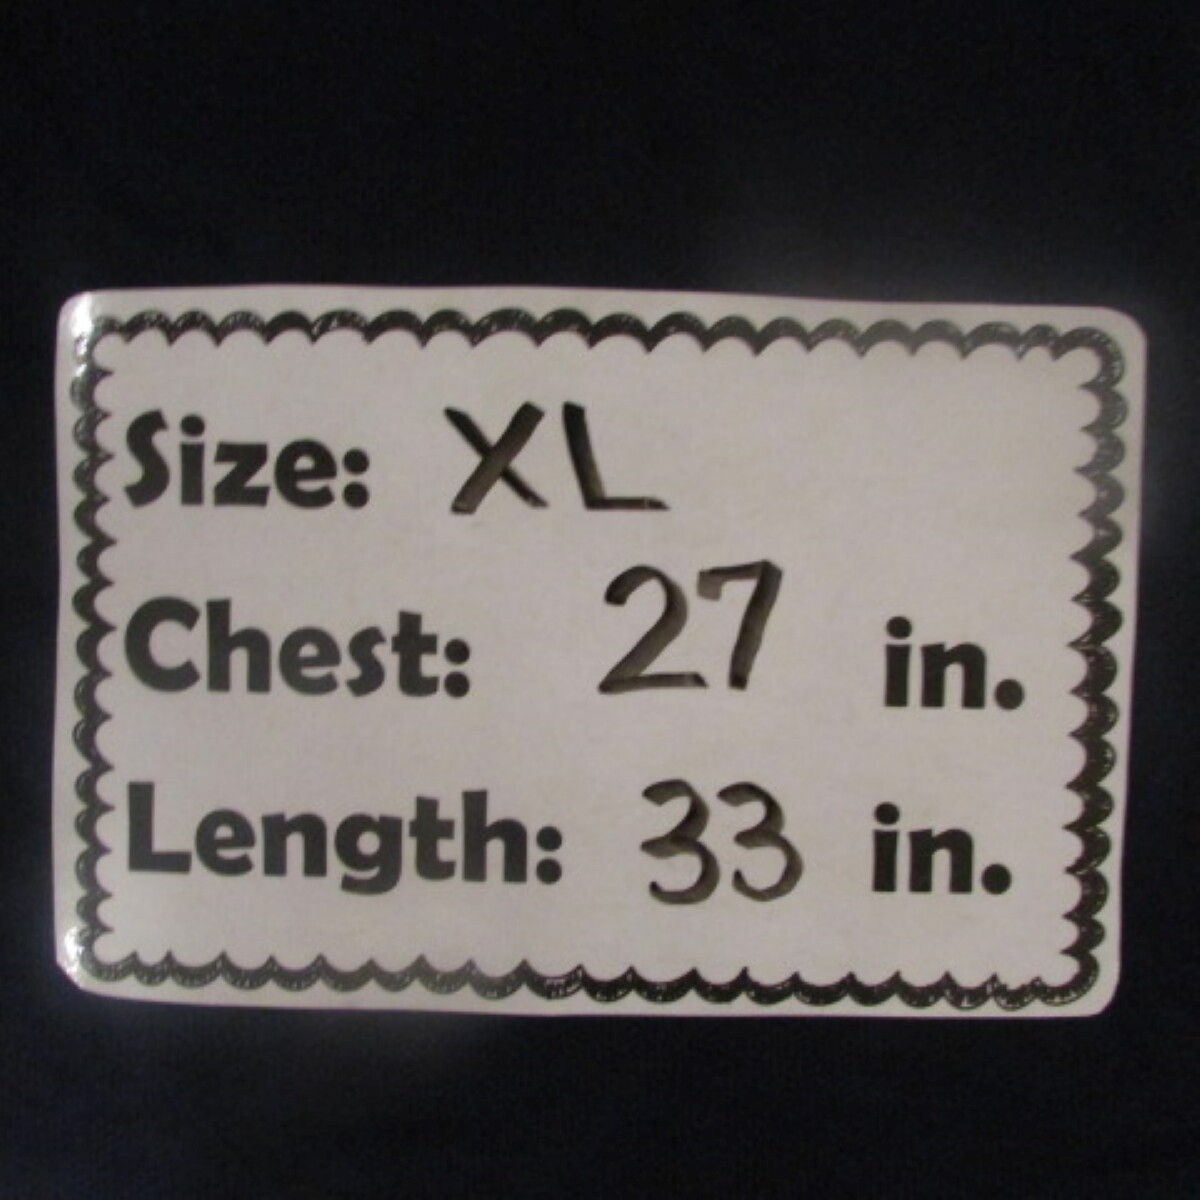 Size: XL
Chest: 27 in.
Length: 33 in.